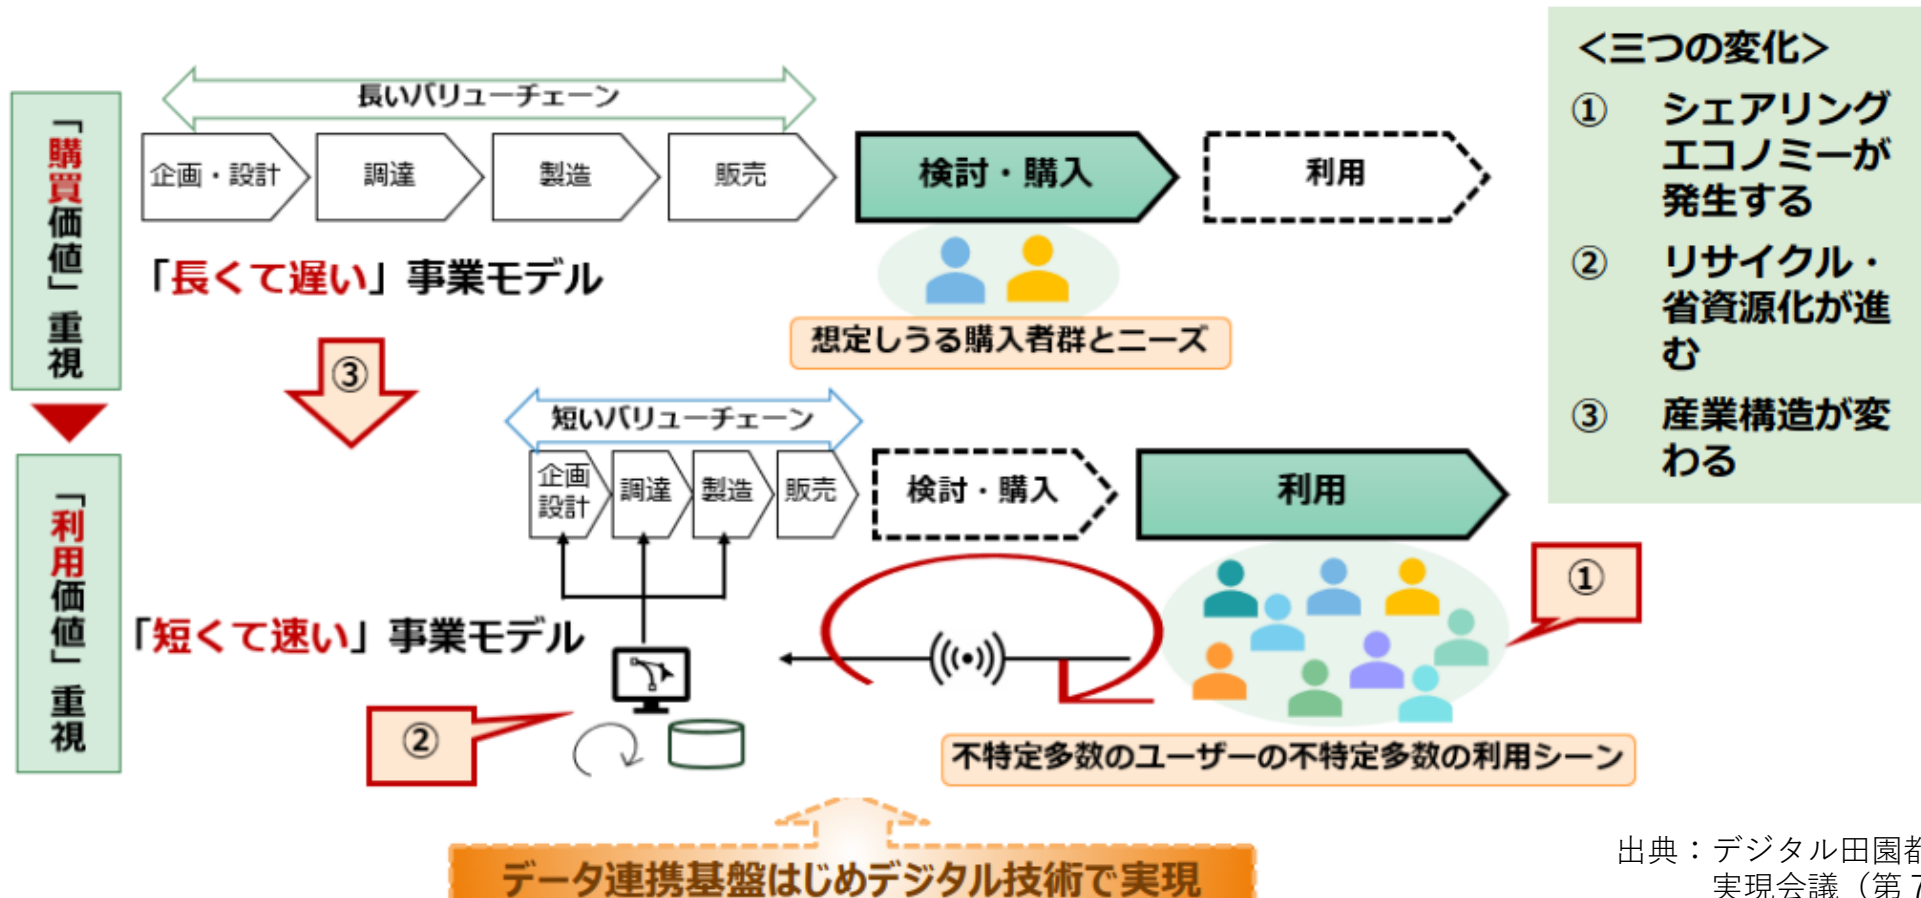 「購買価値」重視
長いバリューチェーン
企画・設計
調達
製造
販売
検討・購入
利用
「長くて遅い」事業モデル
想定しうる購入者群とニーズ
③
「利用価値」重視
短いバリューチェーン
企画
設計
調達
製造
販売
検討・購入
利用
「短くて速い」事業モデル
①
②
不特定多数のユーザーの不特定多数の利用シーン
データ連携基盤はじめデジタル技術で実現
＜三つの変化＞
① シェアリング
エコノミーが
発生する
② リサイクル・
省資源化が進
む
③ 産業構造が変
わる
出典：デジタル田園都
実現会議（第７